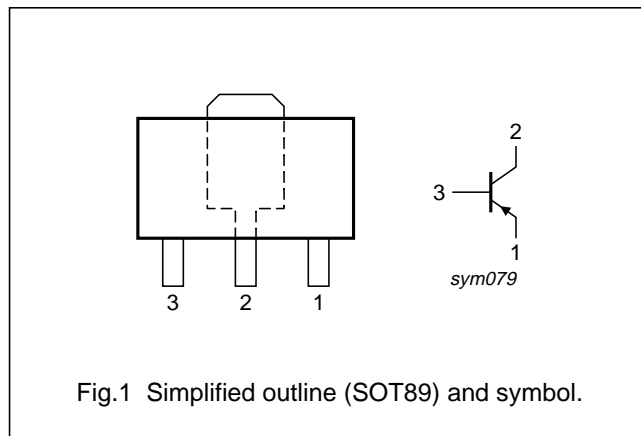 2
3
1
sym079
3 2 1
Fig.1 Simplified outline (SOT89) and symbol.